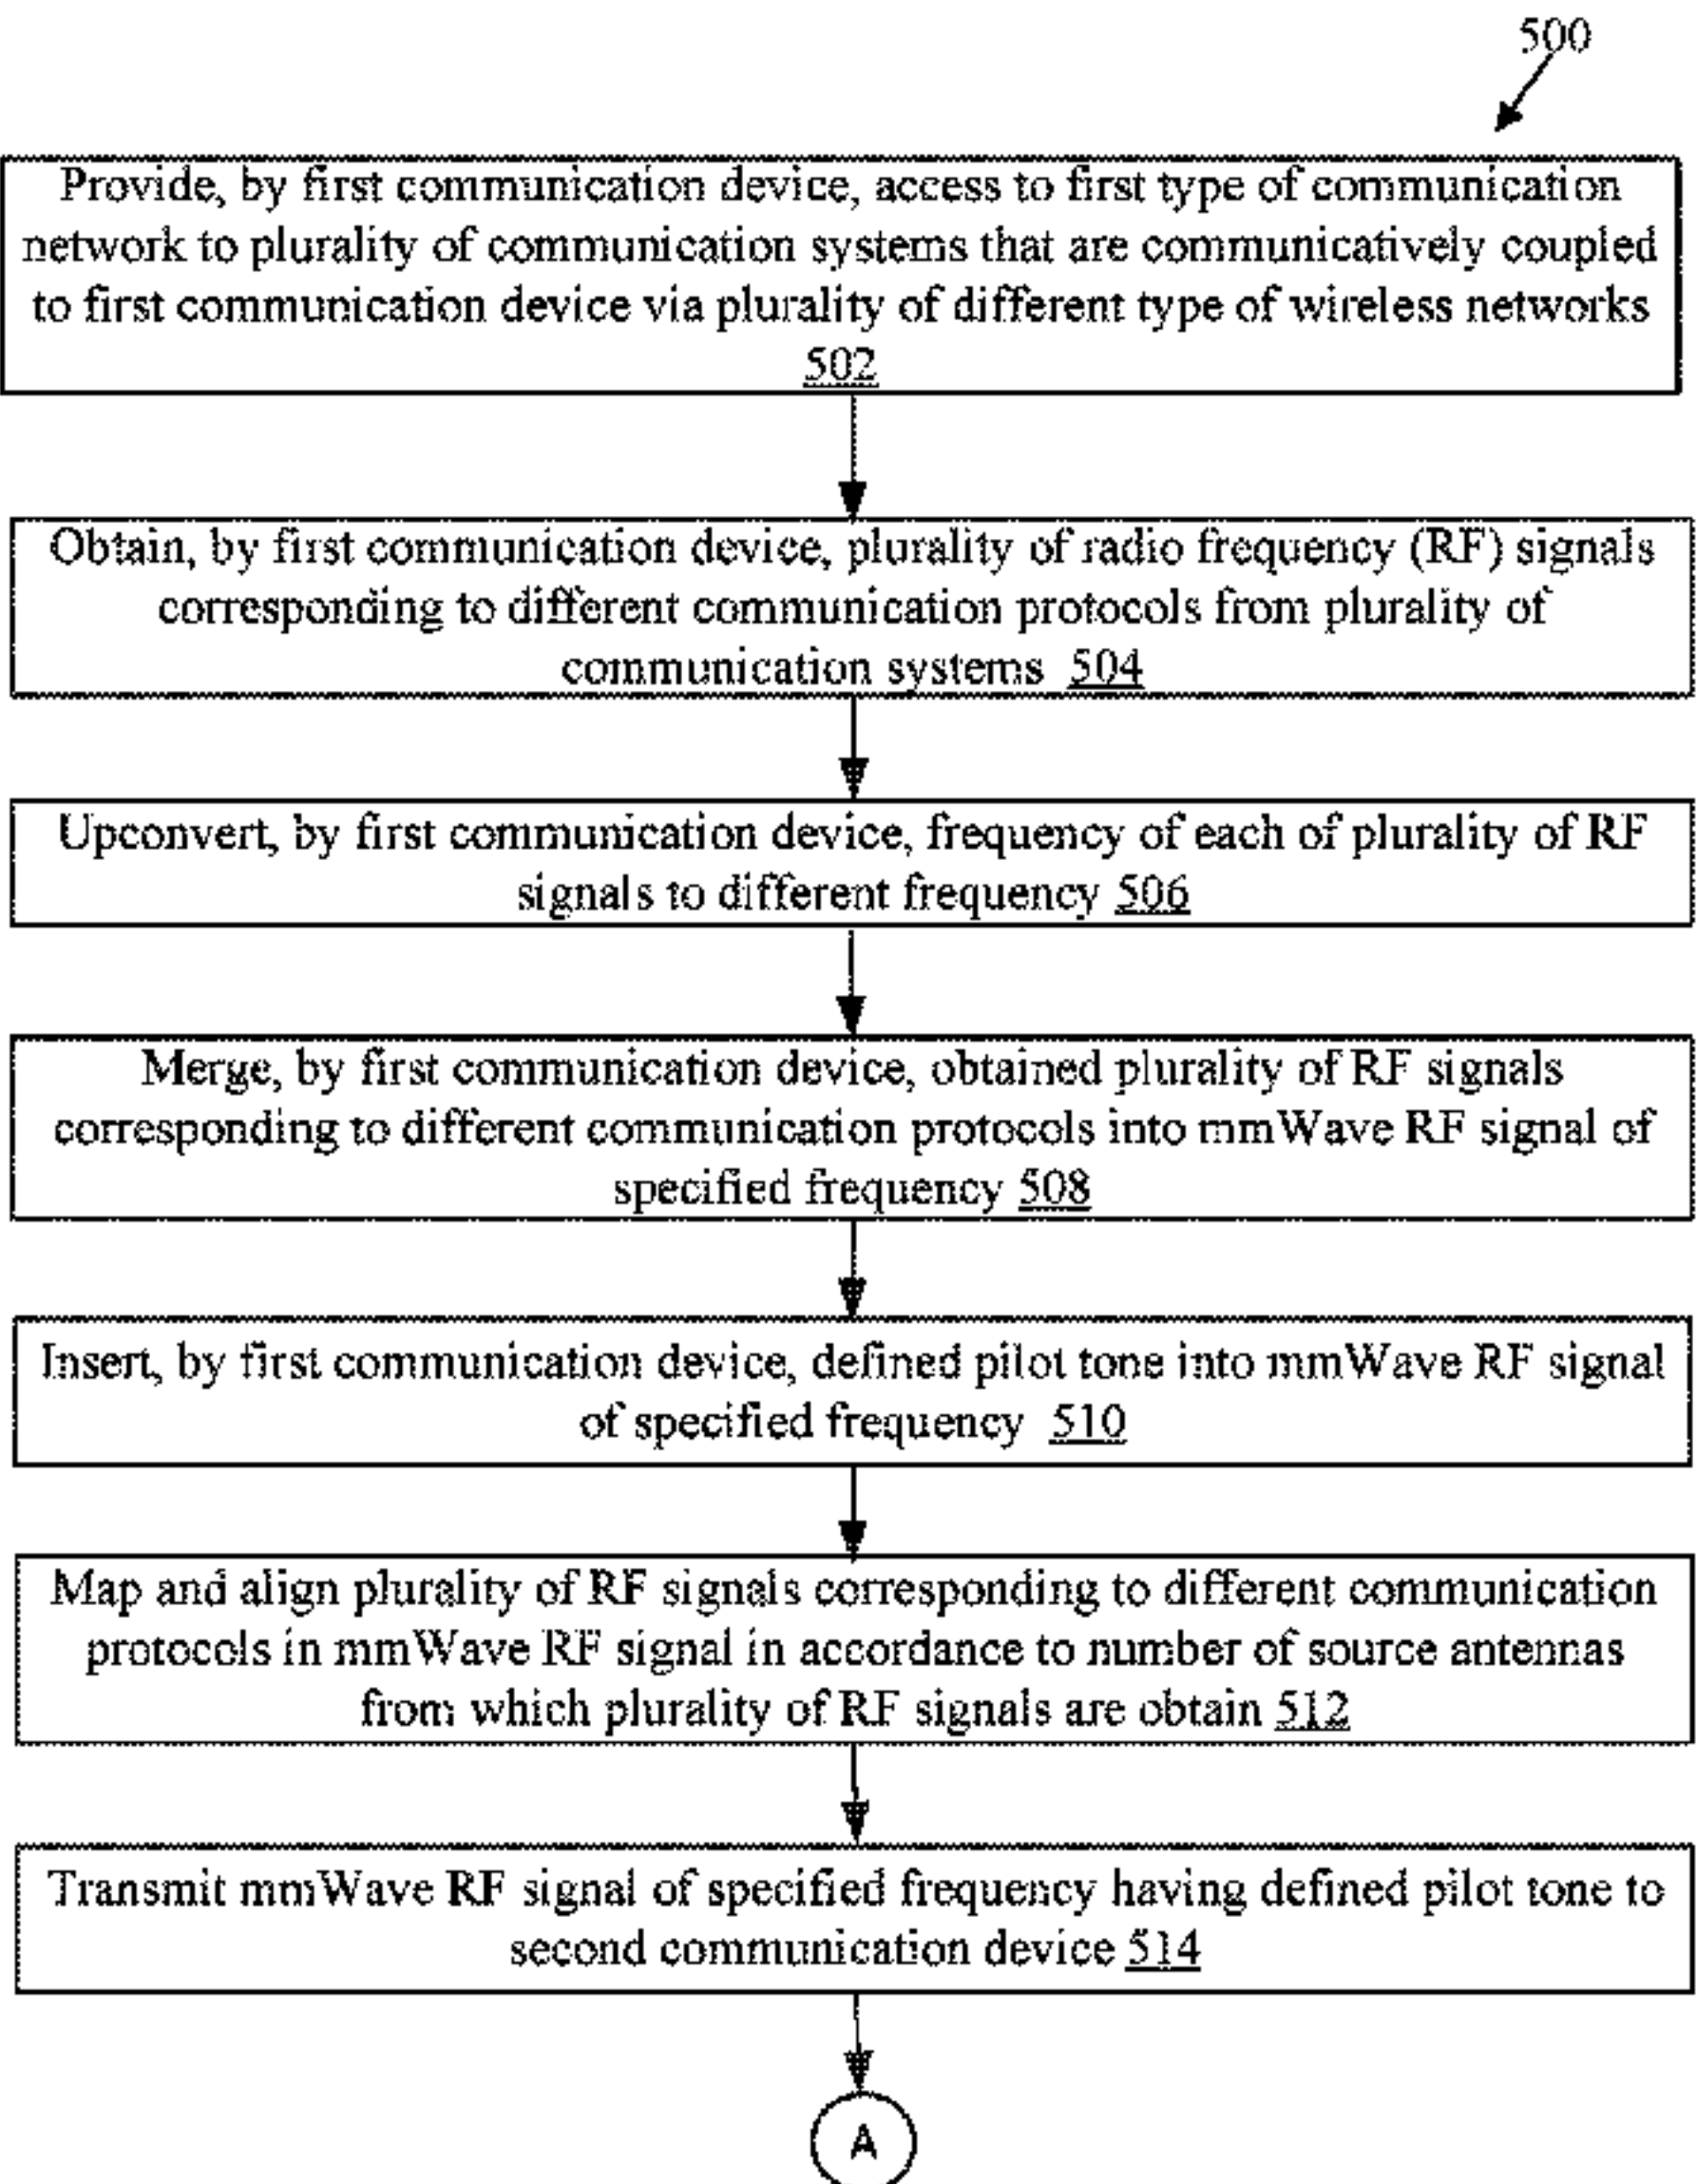 500
Provide, by first communication device, access to first type of communication
network to plurality of communication systems that are communicatively coupled
to first communication device via plurality of different type of wireless networks
502
Obtain, by first communication device, plurality of radio frequency (RF) signals
corresponding to different communication protocols from plurality of
communication systems 504
Upconvert, by first communication device, frequency of each of plurality of RF
signals to different frequency 506
Merge, by first communication device, obtained plurality of RF signals
corresponding to different communication protocols into mmWave RF signal of
specified frequency 508
Insert, by first communication device, defined pilot tone into mmWave RF signal
of specified frequency 510
Map and align plurality of RF signals corresponding to different communication
protocols in mmWave RF signal in accordance to number of source antennas
from which plurality of RF signals are obtain 512
Transmit mmWave RF signal of specified frequency having defined pilot tone to
second communication device 514
A